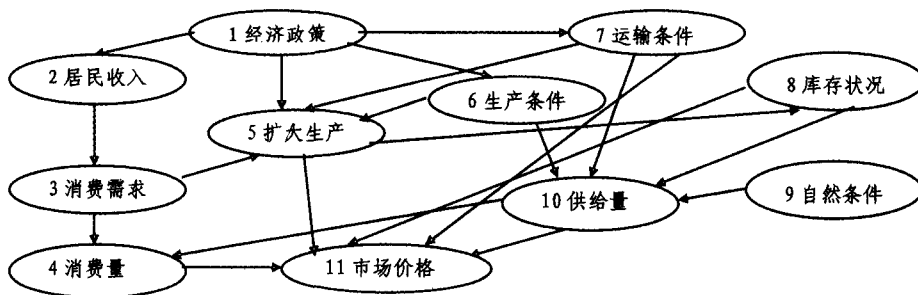 1 经济政策
7 运输条件
2 居民收入
8 库存状况
6 生产条件
5 扩大生产
3 消费需求
10 供给量
9 自然条件
4 消费量
11 市场价格